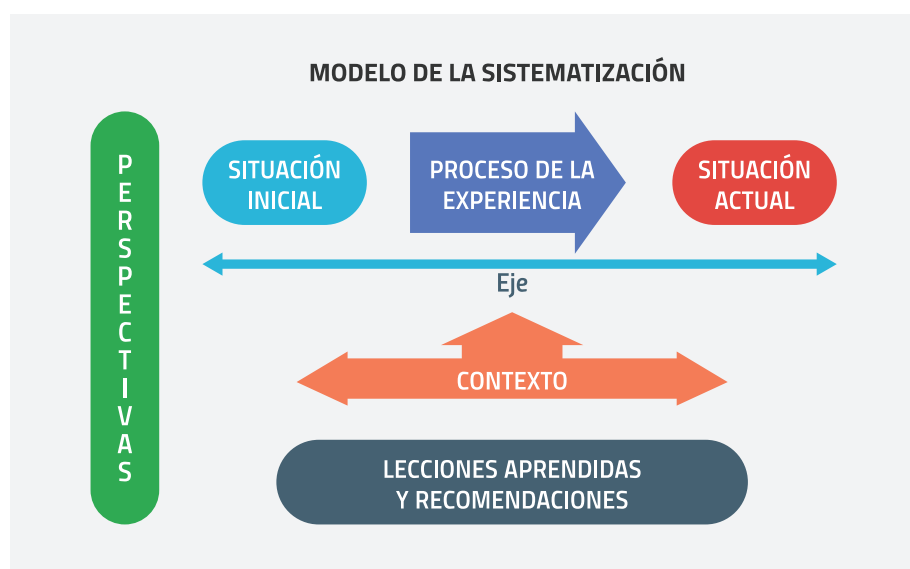 MODELO DE LA SISTEMATIZACIÓN
PERSPECTIVAS
SITUACIÓN
INICIAL
PROCESO DE LA
EXPERIENCIA
SITUACIÓN
ACTUAL
Eje
CONTEXTO
LECCIONES APRENDIDAS
Y RECOMENDACIONES